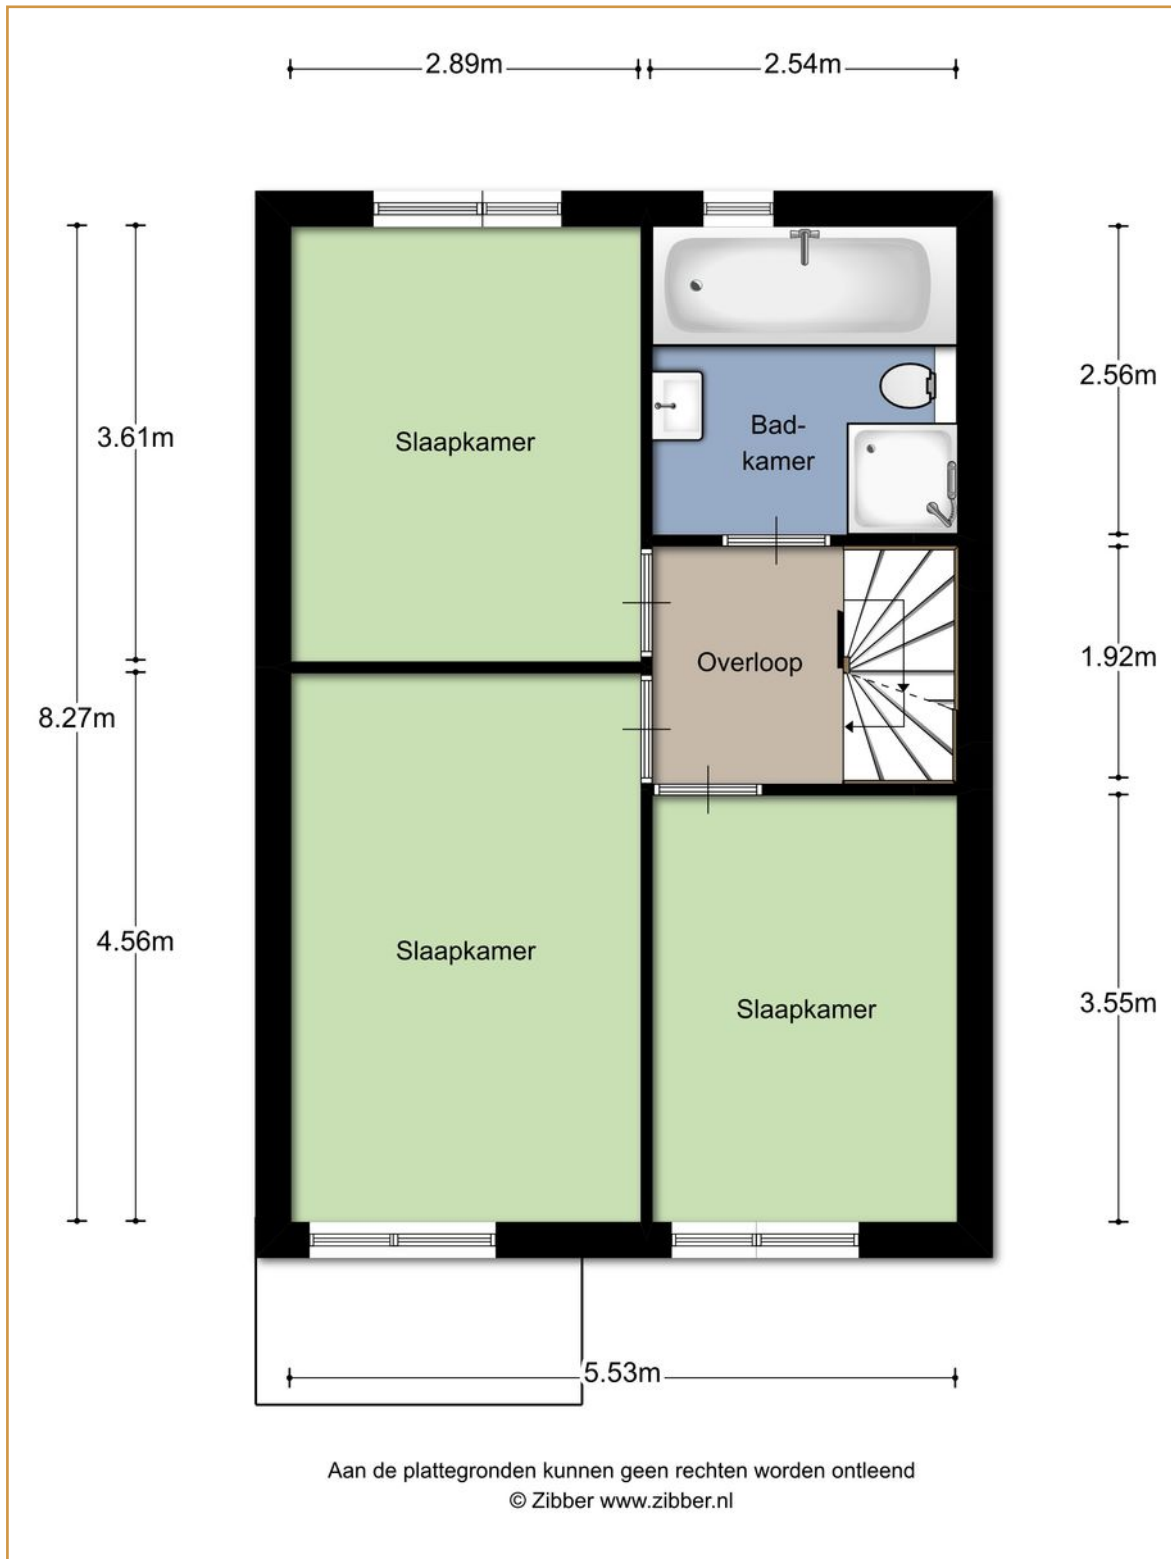 2.89m
2.54m
2.56m
3.61m
Slaapkamer
Bad-
kamer
1.92m
Overloop
8.27m
4.56m
Slaapkamer
Slaapkamer
3.55m
5.53m
Aan de plattegronden kunnen geen rechten worden ontleend
© Zibber www.zibber.nl